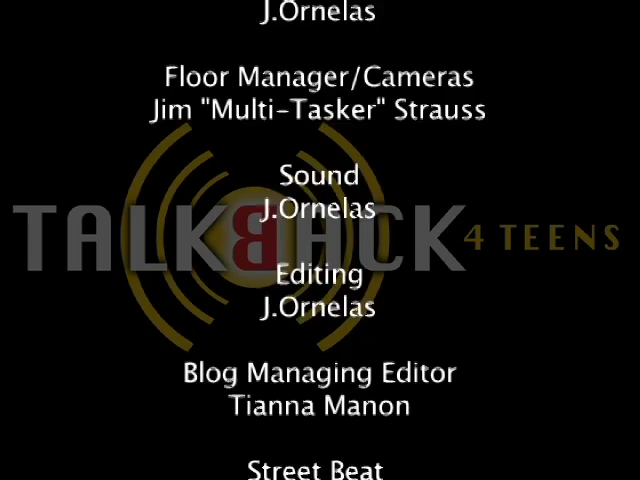 J.Ornelas
Floor Manager/Cameras
Jim "Multi-Tasker" Strauss
Sound
J.Ornelas
TALKBACK 4 TEENS
Editing
J.Ornelas
Blog Managing Editor
Tianna Manon
Street Beat